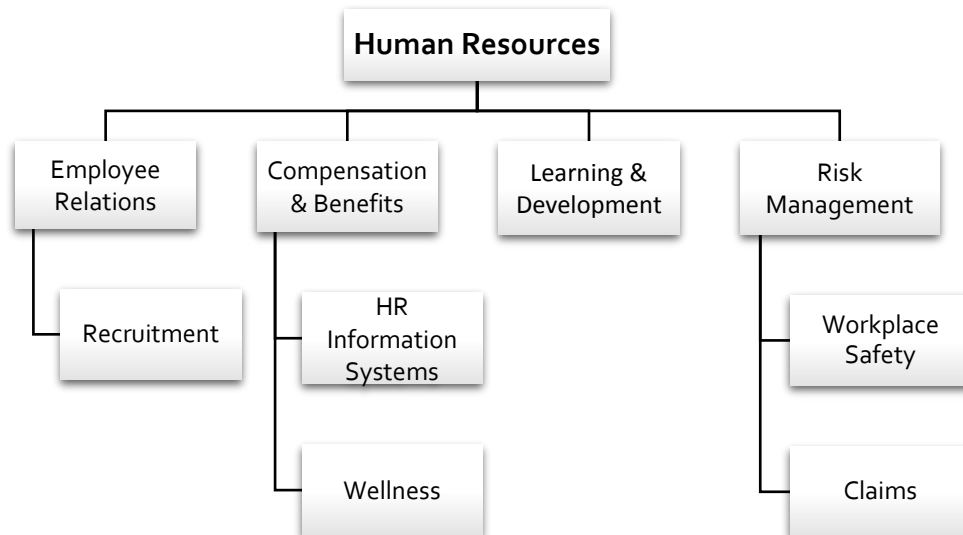 Human Resources
Employee
Relations
Compensation
& Benefits
Learning &
Development
Risk
Management
Recruitment
HR
Information
Systems
Workplace
Safety
Wellness
Claims